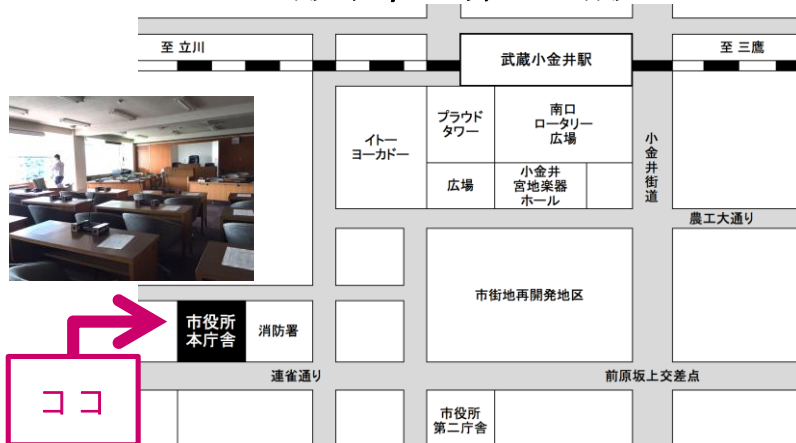 至 立川
武蔵小金井駅
至 三鷹
イトー
ヨーカドー
プラウド
タワー
南口
ロータリー
広場
広場
小金井
宮地楽器
ホール
小金井街道
農工大通り
市街地再開発地区
市役所
本庁舎
消防署
連雀通り
前原坂上交差点
ココ
市役所
第二庁舎